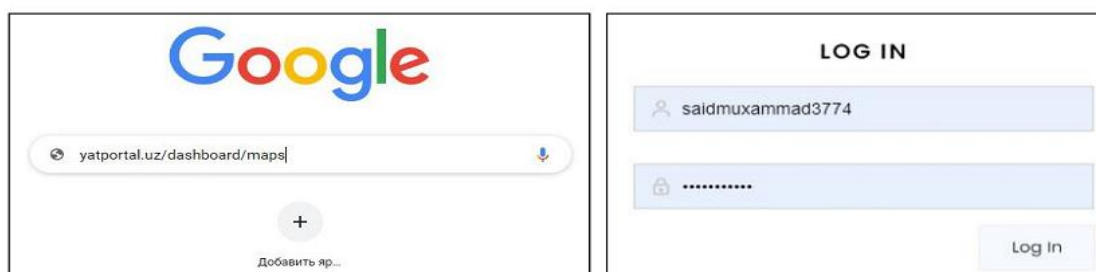 Google
yatportal.uz/dashboard/maps
+
Добавить яр...
LOG IN
saidmuxammad3774
•••••••••••
Log In